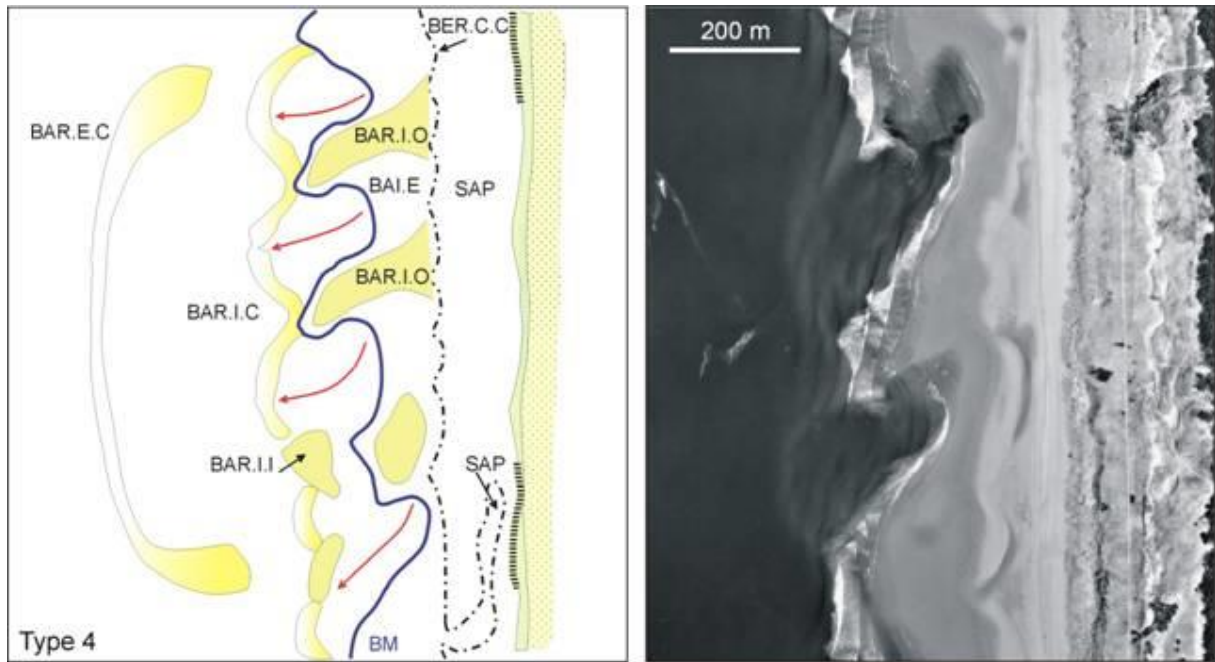 BER.C.C
200 m
BAR.E.C
BAR.I.O
BAI.E
SAP
BAR.I.O
BAR.I.C
BAR.I.I
SAP
Type 4
BM